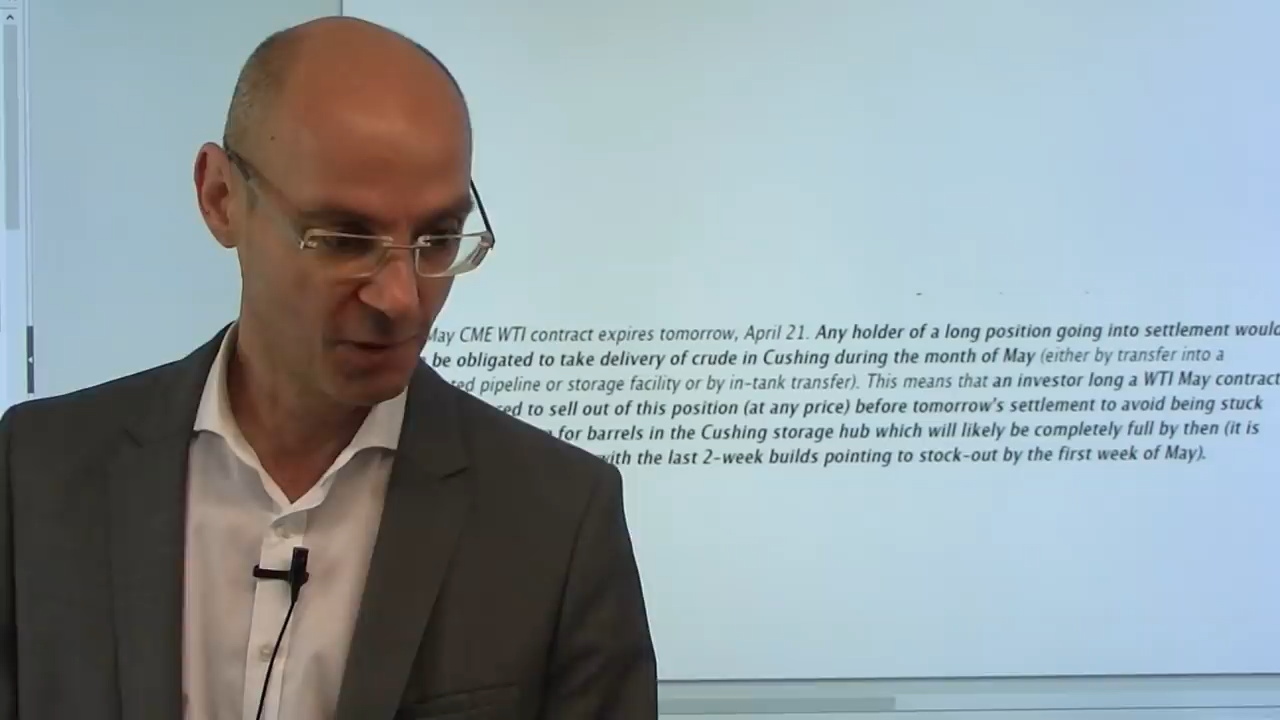 May CME WTI contract expires tomorrow, April 21. Any holder of a long position going into settlement would
be obligated to take delivery of crude in Cushing during the month of May (either by transfer into a
pipeline or storage facility or by in-tank transfer). This means that an investor long a WTI May contract
to sell out of this position (at any price) before tomorrow's settlement to avoid being stuck
for barrels in the Cushing storage hub which will likely be completely full by then (it is
with the last 2-week builds pointing to stock-out by the first week of May).